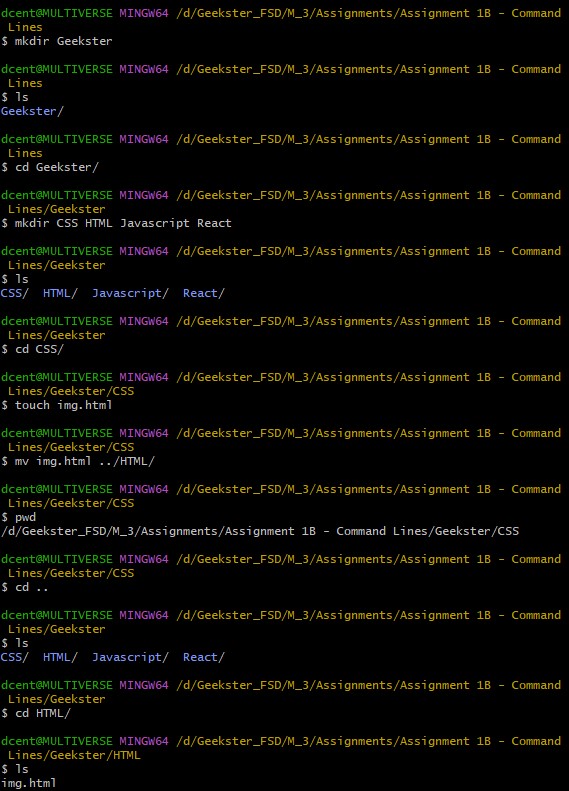 dcent@MULTIVERSE MINGW64 /d/Geekster_FSD/M_3/Assignments/Assignment 1B - Command
 Lines
$ mkdir Geekster
dcent@MULTIVERSE MINGW64 /d/Geekster_FSD/M_3/Assignments/Assignment 1B - Command
 Lines
$ ls
Geekster/
dcent@MULTIVERSE MINGW64 /d/Geekster_FSD/M_3/Assignments/Assignment 1B - Command
 Lines
$ cd Geekster/
dcent@MULTIVERSE MINGW64 /d/Geekster_FSD/M_3/Assignments/Assignment 1B - Command
 Lines/Geekster
$ mkdir CSS HTML Javascript React
dcent@MULTIVERSE MINGW64 /d/Geekster_FSD/M_3/Assignments/Assignment 1B - Command
 Lines/Geekster
$ ls
CSS/  HTML/  Javascript/  React/
dcent@MULTIVERSE MINGW64 /d/Geekster_FSD/M_3/Assignments/Assignment 1B - Command
 Lines/Geekster
$ cd CSS/
dcent@MULTIVERSE MINGW64 /d/Geekster_FSD/M_3/Assignments/Assignment 1B - Command
 Lines/Geekster/CSS
$ touch img.html
dcent@MULTIVERSE MINGW64 /d/Geekster_FSD/M_3/Assignments/Assignment 1B - Command
 Lines/Geekster/CSS
$ mv img.html ../HTML/
dcent@MULTIVERSE MINGW64 /d/Geekster_FSD/M_3/Assignments/Assignment 1B - Command
 Lines/Geekster/CSS
$ pwd
/d/Geekster_FSD/M_3/Assignments/Assignment 1B - Command Lines/Geekster/CSS
dcent@MULTIVERSE MINGW64 /d/Geekster_FSD/M_3/Assignments/Assignment 1B - Command
 Lines/Geekster/CSS
$ cd ..
dcent@MULTIVERSE MINGW64 /d/Geekster_FSD/M_3/Assignments/Assignment 1B - Command
 Lines/Geekster
$ ls
CSS/  HTML/  Javascript/  React/
dcent@MULTIVERSE MINGW64 /d/Geekster_FSD/M_3/Assignments/Assignment 1B - Command
 Lines/Geekster
$ cd HTML/
dcent@MULTIVERSE MINGW64 /d/Geekster_FSD/M_3/Assignments/Assignment 1B - Command
 Lines/Geekster/HTML
$ ls
img.html